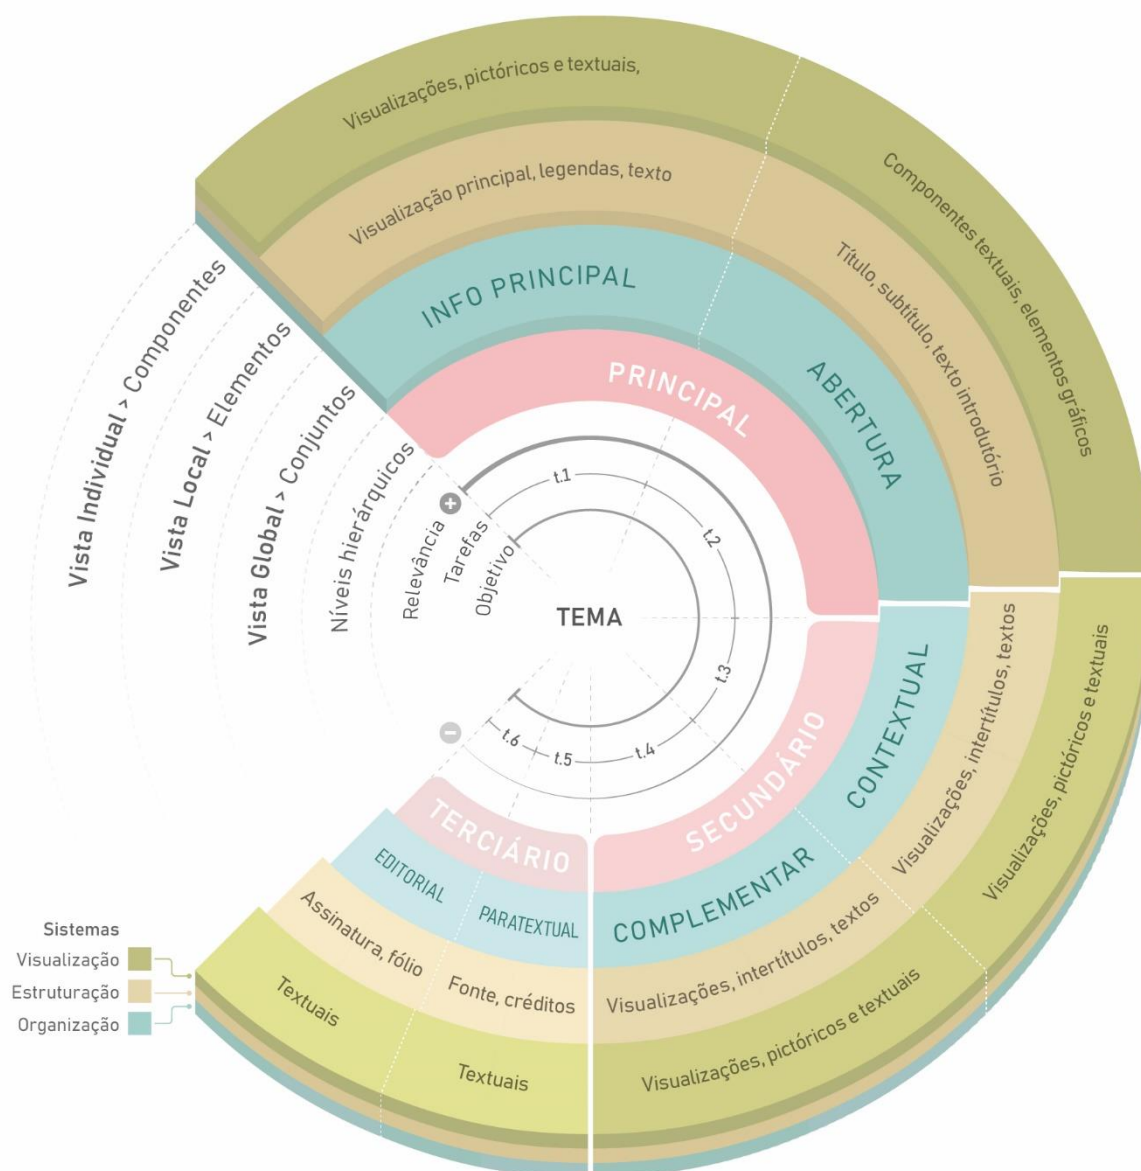 Visualizações, pictóricos e textuais,
Componentes textuais, elementos gráficos
Visualização principal, legendas, texto
Título, subtítulo, texto introdutório
INFO PRINCIPAL
ABERTURA
PRINCIPAL
Vista Individual > Componentes
Vista Local > Elementos
Vista Global > Conjuntos
Níveis hierárquicos
Relevância
+
Tarefas
Objetivo
t.1
t.2
t.3
t.4
t.5
t.6
−
TEMA
SECUNDÁRIO
CONTEXTUAL
Visualizações, intertítulos, textos
Visualizações, pictóricos e textuais
COMPLEMENTAR
Visualizações, intertítulos, textos
Visualizações, pictóricos e textuais
TERCIÁRIO
PARATEXTUAL
Fonte, créditos
Textuais
EDITORIAL
Assinatura, fólio
Textuais
Sistemas
Visualização
Estruturação
Organização